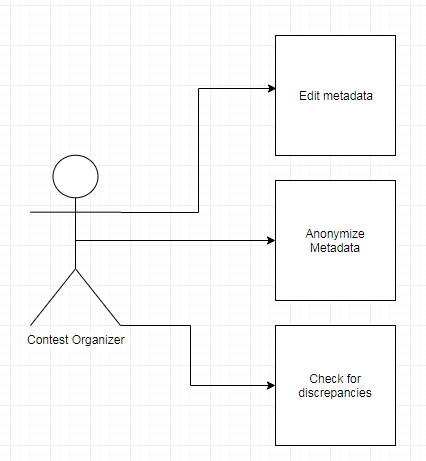 Edit metadata
Anonymize
Metadata
Contest Organizer
Check for
discrepancies